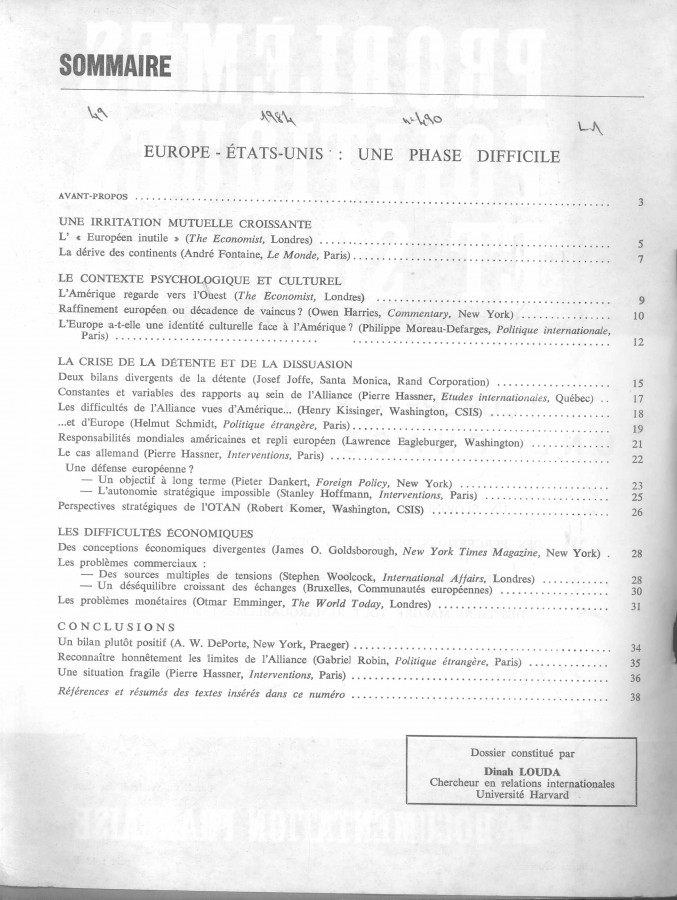 SOMMAIRE
49 1984 n°490 L1
EUROPE - ÉTATS-UNIS : UNE PHASE DIFFICILE
AVANT-PROPOS ..... 3
UNE IRRITATION MUTUELLE CROISSANTE
L' « Européen inutile » (The Economist, Londres) ..... 5
La dérive des continents (André Fontaine, Le Monde, Paris) ..... 7
LE CONTEXTE PSYCHOLOGIQUE ET CULTUREL
L'Amérique regarde vers l'Ouest (The Economist, Londres) ..... 9
Raffinement européen ou décadence de vaincus ? (Owen Harries, Commentary, New York) ..... 10
L'Europe a-t-elle une identité culturelle face à l'Amérique ? (Philippe Moreau-Defarges, Politique internationale,
Paris) ..... 12
LA CRISE DE LA DÉTENTE ET DE LA DISSUASION
Deux bilans divergents de la détente (Josef Joffe, Santa Monica, Rand Corporation) ..... 15
Constantes et variables des rapports au sein de l'Alliance (Pierre Hassner, Etudes internationales, Québec) .. 17
Les difficultés de l'Alliance vues d'Amérique... (Henry Kissinger, Washington, CSIS) ..... 18
...et d'Europe (Helmut Schmidt, Politique étrangère, Paris) ..... 19
Responsabilités mondiales américaines et repli européen (Lawrence Eagleburger, Washington) ..... 21
Le cas allemand (Pierre Hassner, Interventions, Paris) ..... 22
Une défense européenne ?
— Un objectif à long terme (Pieter Dankert, Foreign Policy, New York) ..... 23
— L'autonomie stratégique impossible (Stanley Hoffmann, Interventions, Paris) ..... 25
Perspectives stratégiques de l'OTAN (Robert Komer, Washington, CSIS) ..... 26
LES DIFFICULTÉS ÉCONOMIQUES
Des conceptions économiques divergentes (James O. Goldsborough, New York Times Magazine, New York) . 28
Les problèmes commerciaux :
— Des sources multiples de tensions (Stephen Woolcock, International Affairs, Londres) ..... 28
— Un déséquilibre croissant des échanges (Bruxelles, Communautés européennes) ..... 30
Les problèmes monétaires (Otmar Emminger, The World Today, Londres) ..... 31
CONCLUSIONS
Un bilan plutôt positif (A. W. DePorte, New York, Praeger) ..... 34
Reconnaître honnêtement les limites de l'Alliance (Gabriel Robin, Politique étrangère, Paris) ..... 35
Une situation fragile (Pierre Hassner, Interventions, Paris) ..... 36
Références et résumés des textes insérés dans ce numéro ..... 38
Dossier constitué par
Dinah LOUDA
Chercheur en relations internationales
Université Harvard